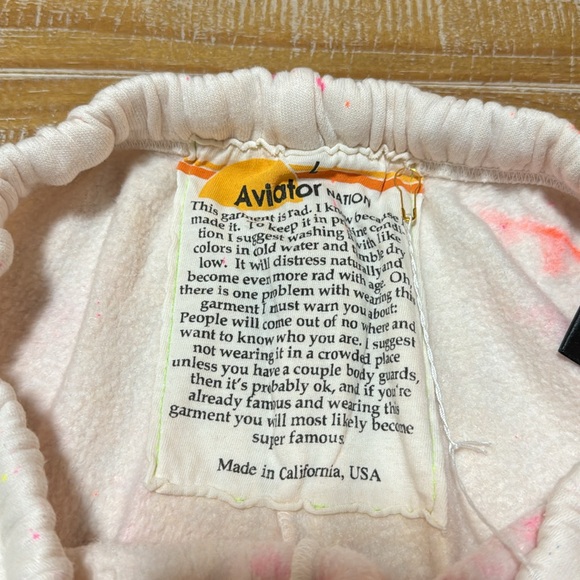 Aviator NATION
This garment is rad. I know because
made it. To keep it in
tion I suggest washing
colors in cold water and with like
low. It will distress naturally and
become even more rad with age. Oh,
there is one problem with wearing this
garment I must warn you about:
People will come out of no where and
want to know who you are. I suggest
not wearing it in a crowded place
unless you have a couple body guards,
then it's probably ok, and if you're
already famous and wearing this
garment you will most likely become
super famous
Made in California, USA